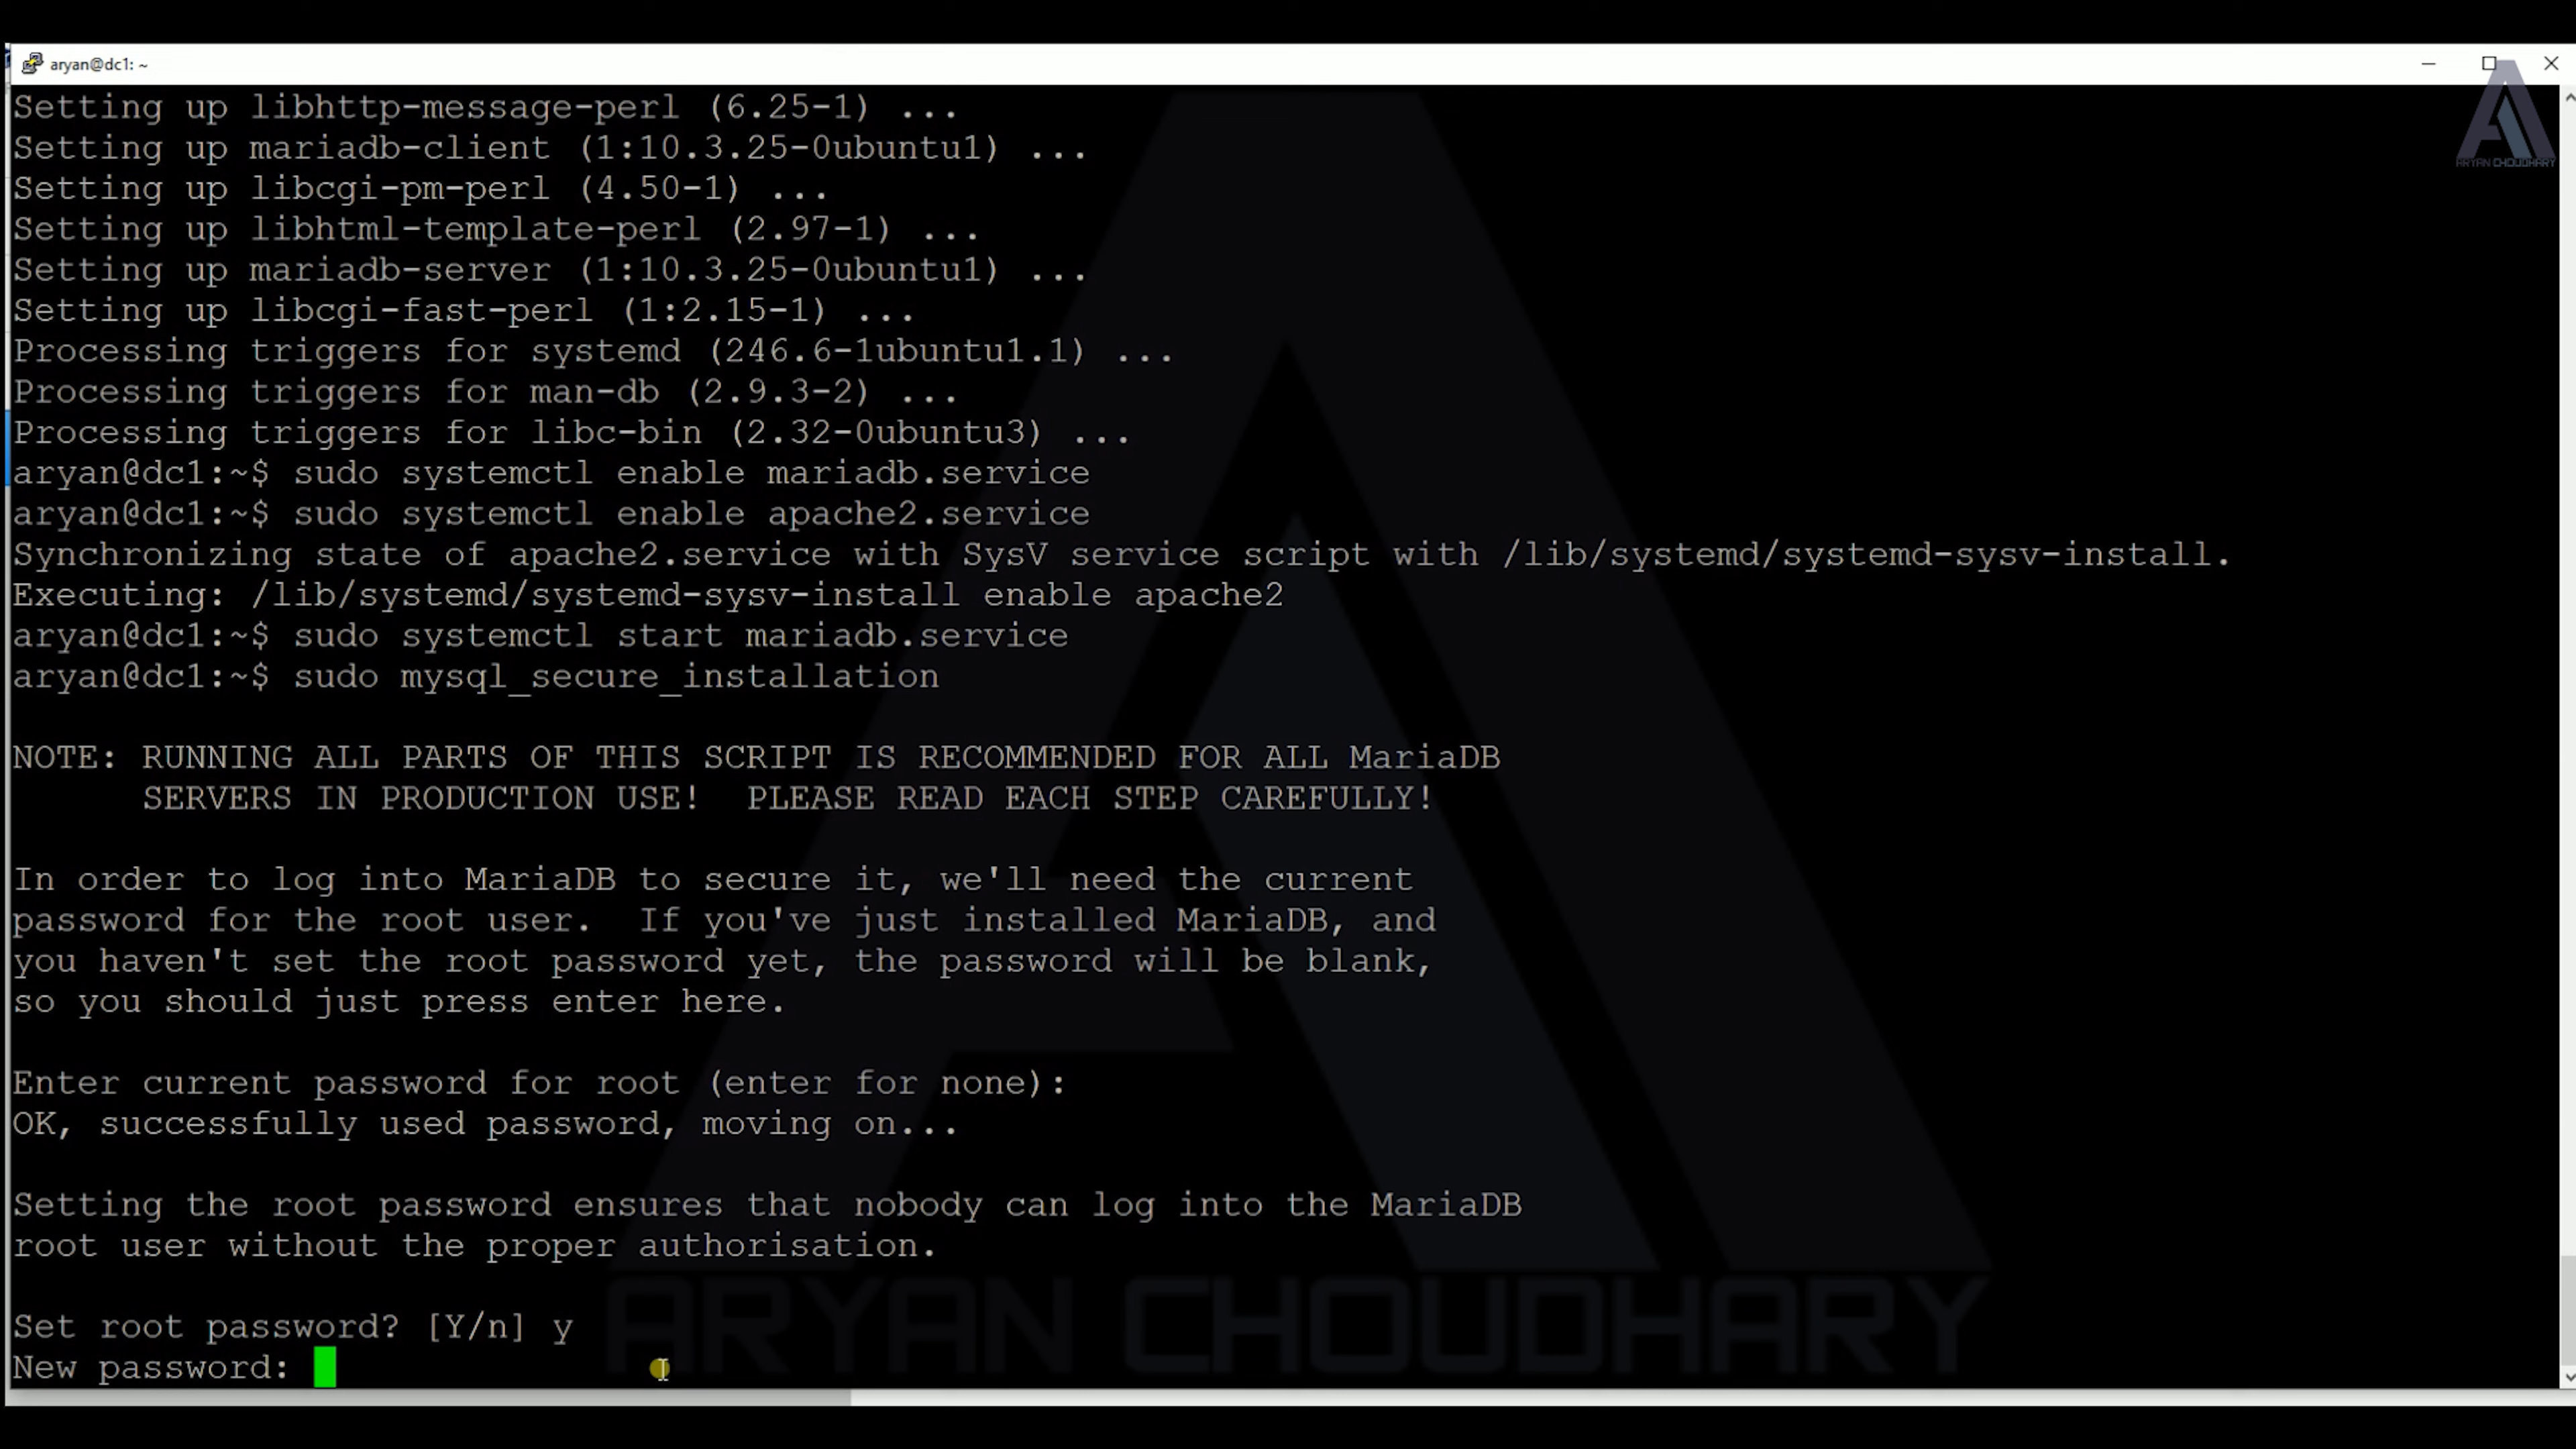 aryan@dc1: ~
ARYAN CHOUDHARY
Setting up libhttp-message-perl (6.25-1) ...
Setting up mariadb-client (1:10.3.25-0ubuntu1) ...
Setting up libcgi-pm-perl (4.50-1) ...
Setting up libhtml-template-perl (2.97-1) ...
Setting up mariadb-server (1:10.3.25-0ubuntu1) ...
Setting up libcgi-fast-perl (1:2.15-1) ...
Processing triggers for systemd (246.6-1ubuntu1.1) ...
Processing triggers for man-db (2.9.3-2) ...
Processing triggers for libc-bin (2.32-0ubuntu3) ...
aryan@dc1:~$ sudo systemctl enable mariadb.service
aryan@dc1:~$ sudo systemctl enable apache2.service
Synchronizing state of apache2.service with SysV service script with /lib/systemd/systemd-sysv-install.
Executing: /lib/systemd/systemd-sysv-install enable apache2
aryan@dc1:~$ sudo systemctl start mariadb.service
aryan@dc1:~$ sudo mysql_secure_installation
NOTE: RUNNING ALL PARTS OF THIS SCRIPT IS RECOMMENDED FOR ALL MariaDB
SERVERS IN PRODUCTION USE!  PLEASE READ EACH STEP CAREFULLY!
In order to log into MariaDB to secure it, we'll need the current
password for the root user.  If you've just installed MariaDB, and
you haven't set the root password yet, the password will be blank,
so you should just press enter here.
Enter current password for root (enter for none):
OK, successfully used password, moving on...
Setting the root password ensures that nobody can log into the MariaDB
root user without the proper authorisation.
Set root password? [Y/n] y
New password:
ARYAN CHOUDHARY